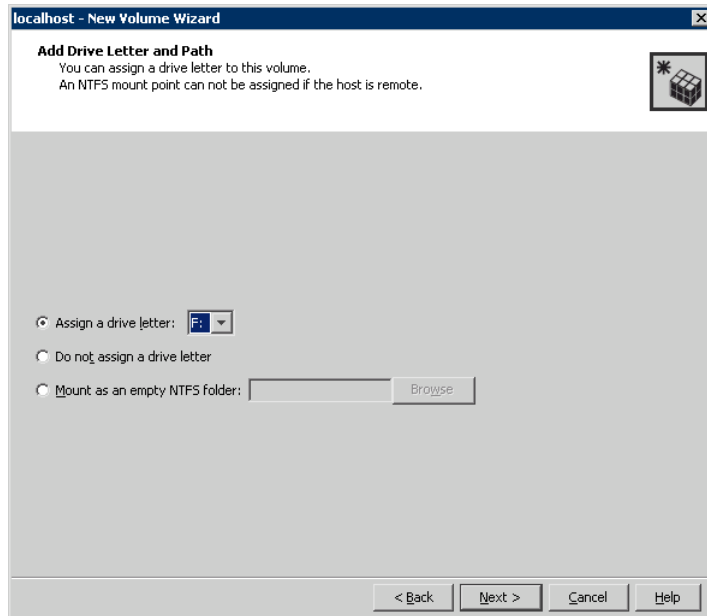 localhost - New Volume Wizard
Add Drive Letter and Path
You can assign a drive letter to this volume.
An NTFS mount point can not be assigned if the host is remote.
Assign a drive letter: F:
Do not assign a drive letter
Mount as an empty NTFS folder: Browse
< Back Next > Cancel Help